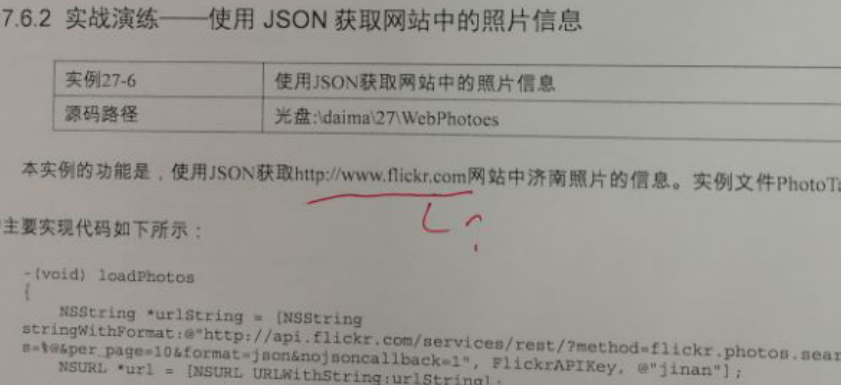 7.6.2 实战演练——使用 JSON 获取网站中的照片信息
实例27-6 使用JSON获取网站中的照片信息
源码路径 光盘:\daima\27\WebPhotoes
本实例的功能是，使用JSON获取http://www.flickr.com网站中济南照片的信息。实例文件PhotoTa
主要实现代码如下所示：
?
-(void) loadPhotos
{
NSString *urlString = [NSString
stringWithFormat:@"http://api.flickr.com/services/rest/?method=flickr.photos.sear
s=%@&per_page=10&format=json&nojsoncallback=1", FlickrAPIKey, @"jinan"];
NSURL *url = [NSURL URLWithString:urlString];